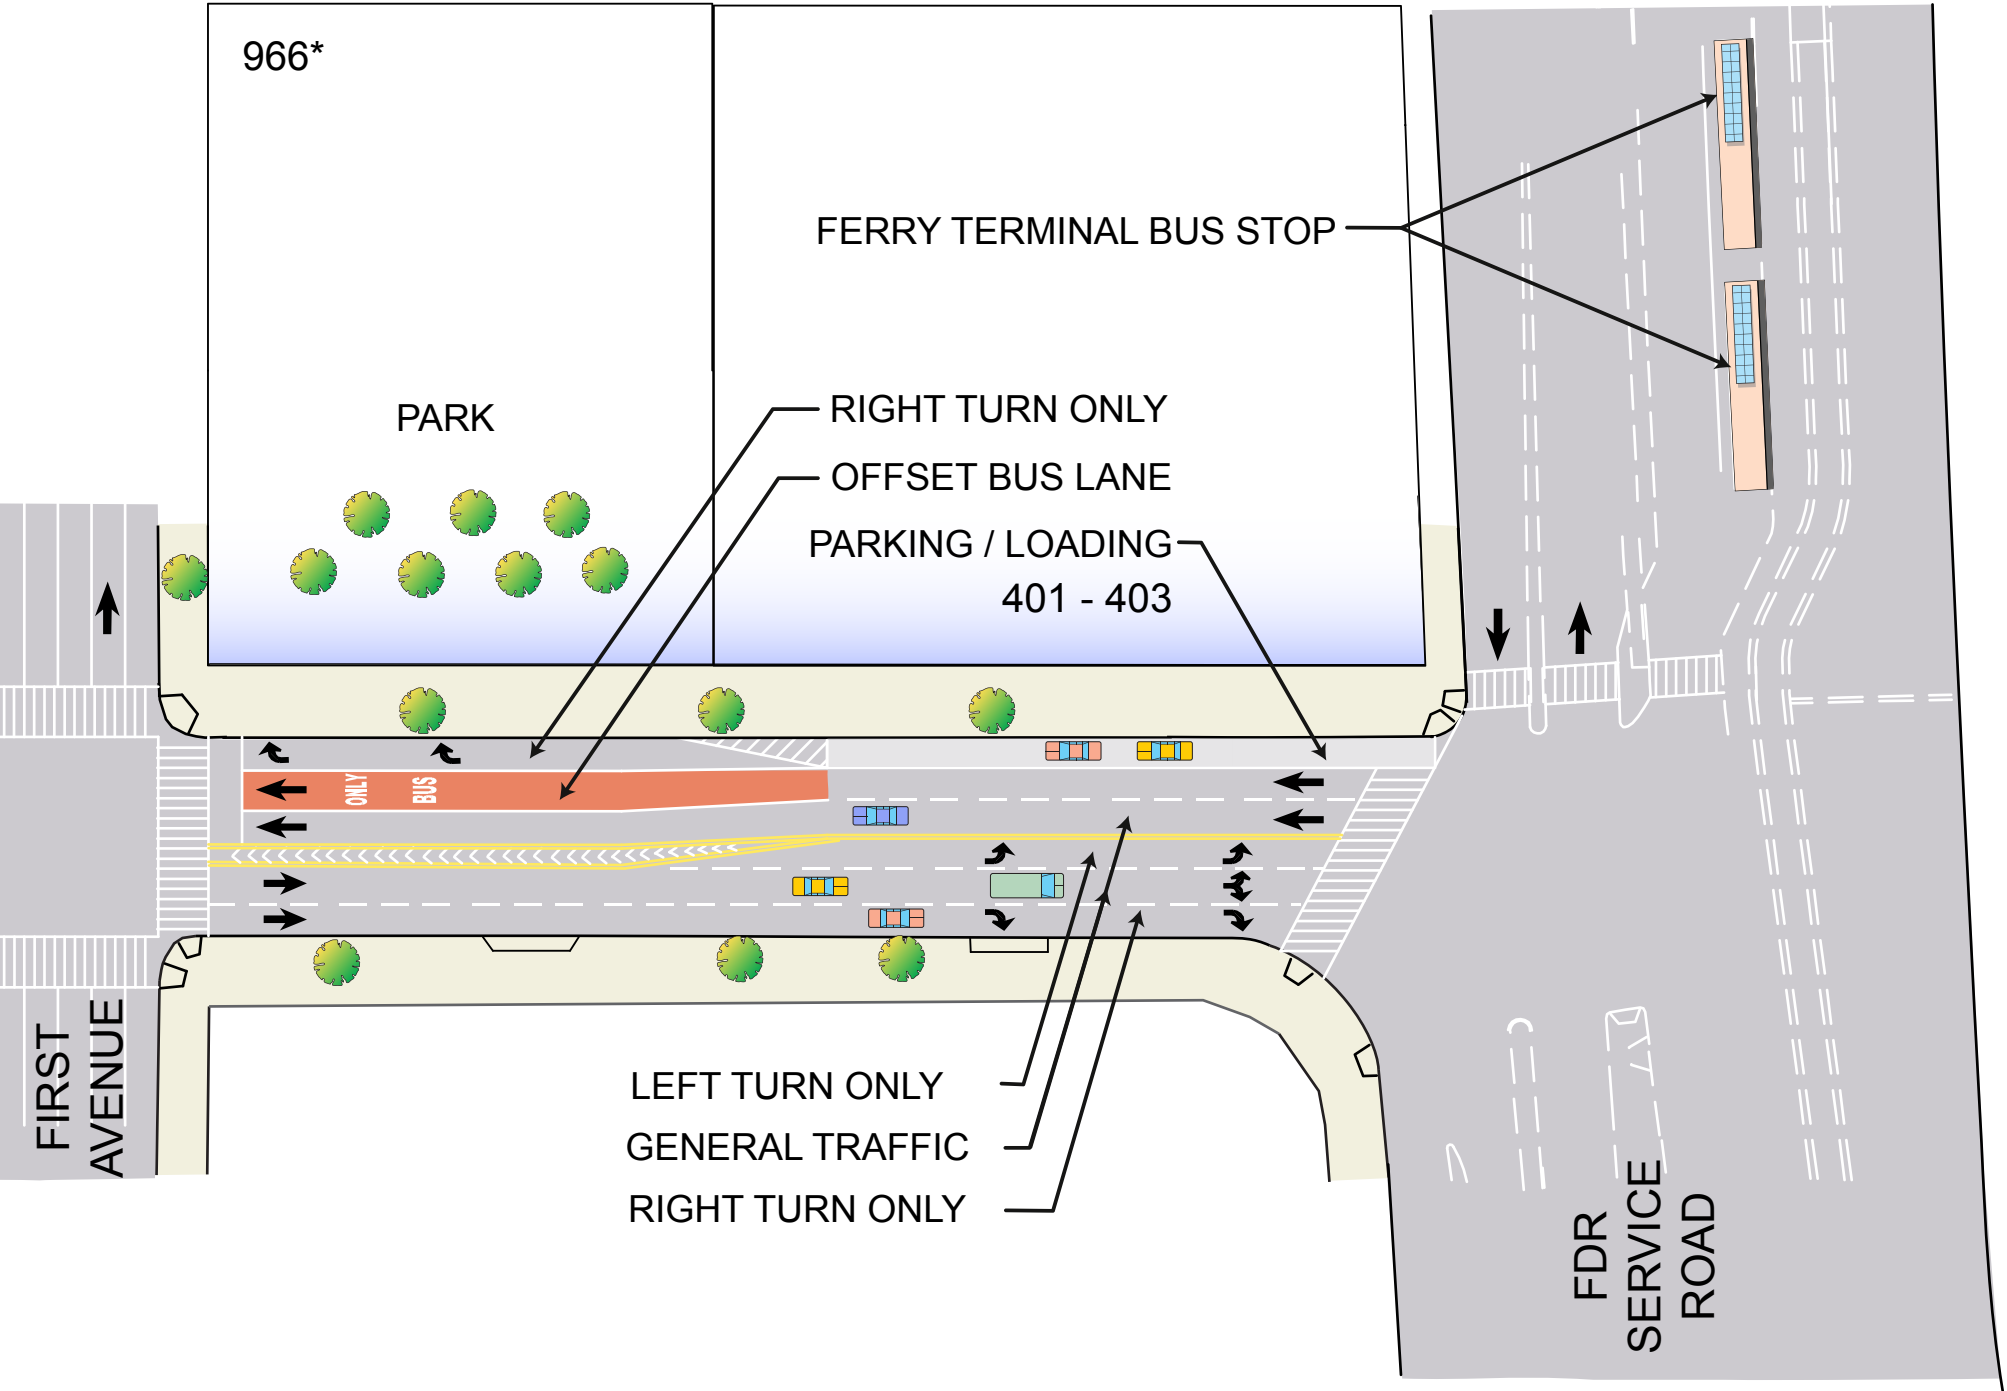 966*
FERRY TERMINAL BUS STOP
PARK
RIGHT TURN ONLY
OFFSET BUS LANE
PARKING / LOADING
401 - 403
ONLY
BUS
FIRST
AVENUE
LEFT TURN ONLY
GENERAL TRAFFIC
RIGHT TURN ONLY
FDR
SERVICE
ROAD